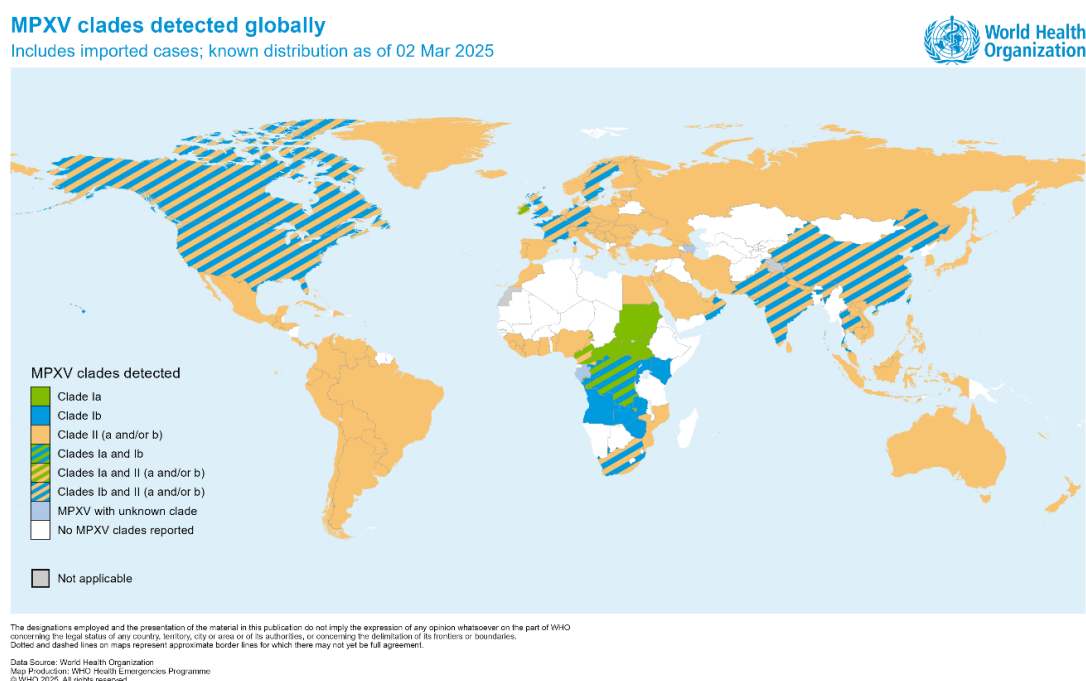 MPXV clades detected globally
Includes imported cases; known distribution as of 02 Mar 2025
World Health
Organization
MPXV clades detected
Clade Ia
Clade Ib
Clade II (a and/or b)
Clades Ia and Ib
Clades Ia and II (a and/or b)
Clades Ib and II (a and/or b)
MPXV with unknown clade
No MPXV clades reported
Not applicable
The designations employed and the presentation of the material in this publication do not imply the expression of any opinion whatsoever on the part of WHO
concerning the legal status of any country, territory, city or area or of its authorities, or concerning the delimitation of its frontiers or boundaries.
Dotted and dashed lines on maps represent approximate border lines for which there may not yet be full agreement.
Data Source: World Health Organization
Map Production: WHO Health Emergencies Programme
© WHO 2025. All rights reserved.